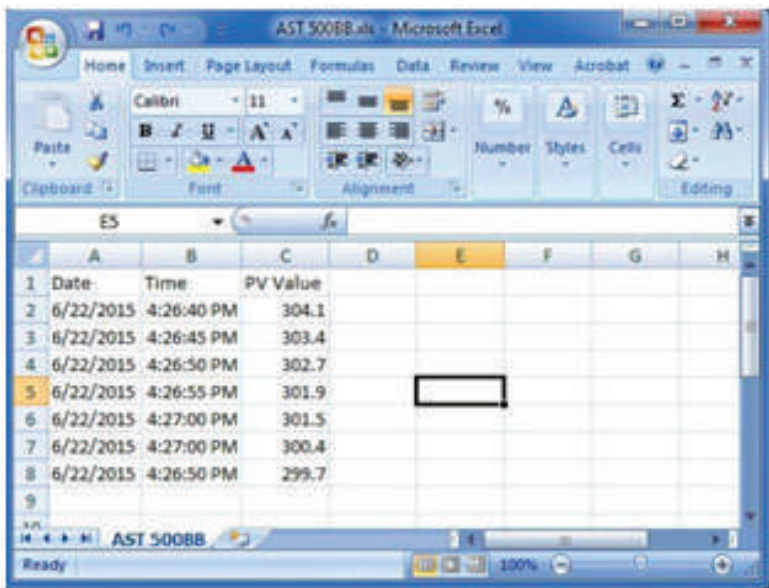 AST 500BB.xls - Microsoft Excel
Home Insert Page Layout Formulas Data Review View Acrobat
Calibri 11
Paste B I U A A Number Styles Cells
% A Σ
Clipboard Font Alignment Editing
E5 fx
A B C D E F G H
1 Date Time PV Value
2 6/22/2015 4:26:40 PM 304.1
3 6/22/2015 4:26:45 PM 303.4
4 6/22/2015 4:26:50 PM 302.7
5 6/22/2015 4:26:55 PM 301.9
6 6/22/2015 4:27:00 PM 301.5
7 6/22/2015 4:27:00 PM 300.4
8 6/22/2015 4:26:50 PM 299.7
9
10
AST 500BB
Ready 100%